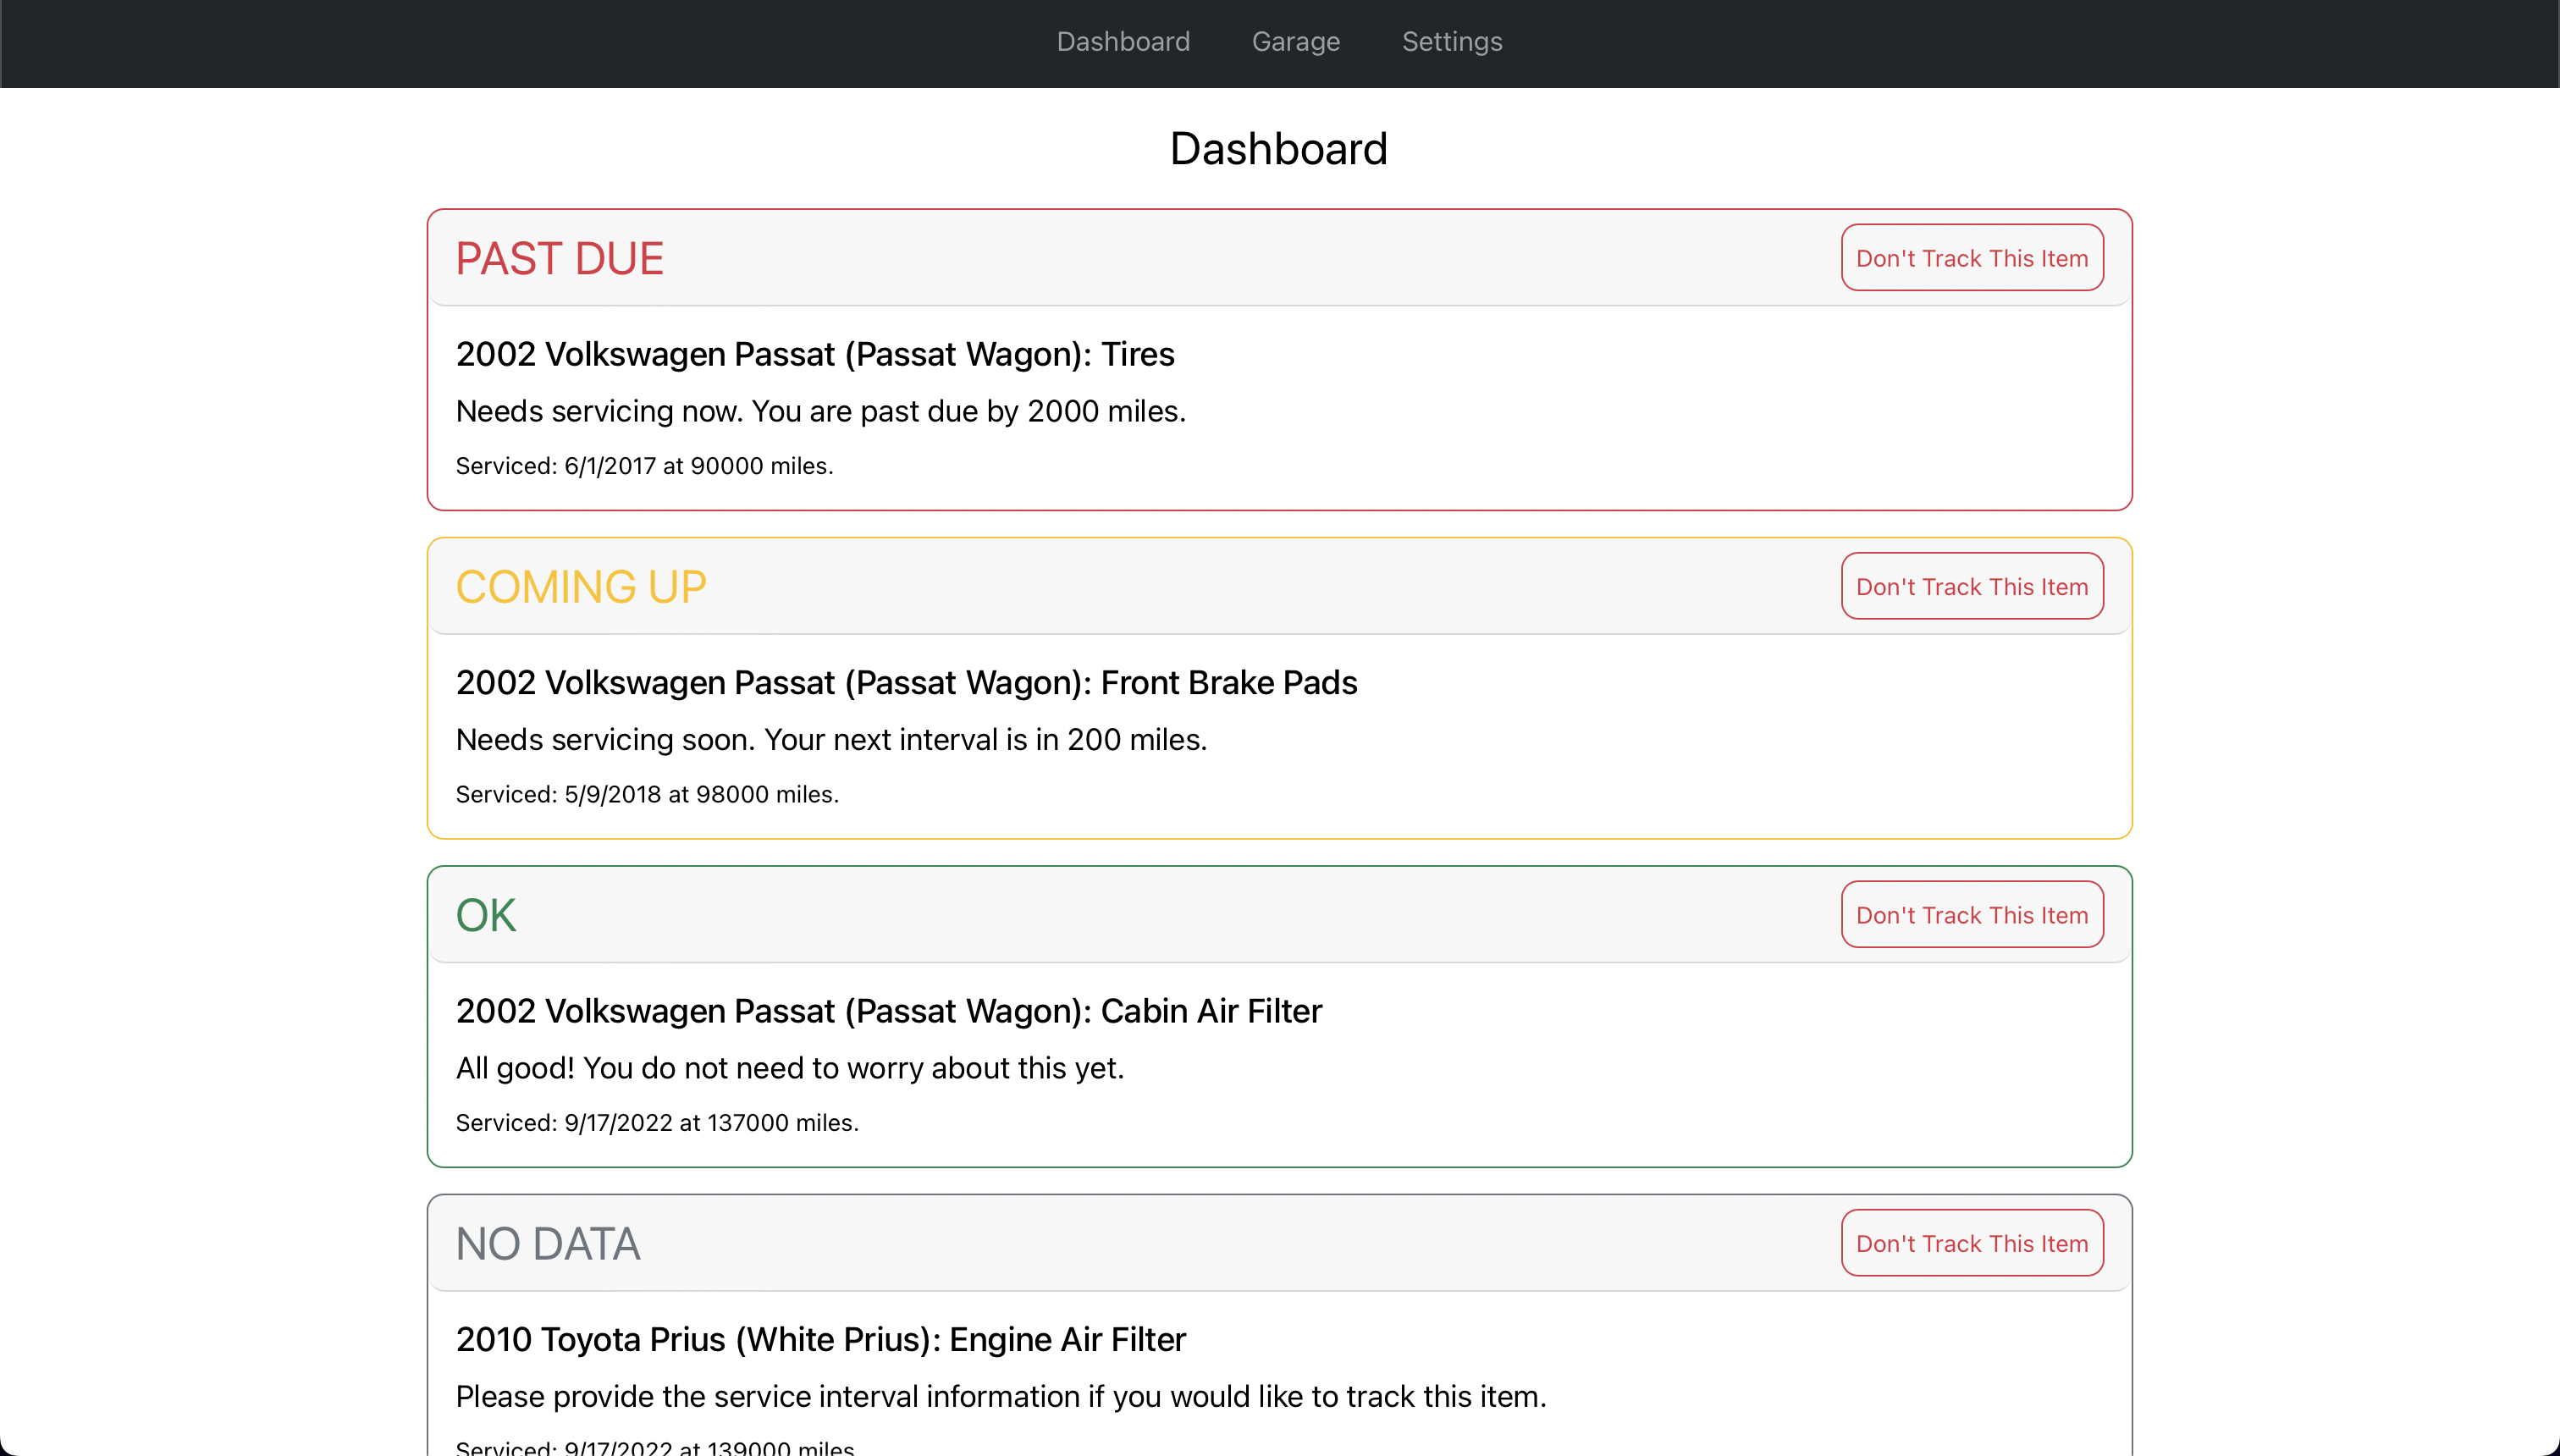 Dashboard Garage Settings
Dashboard
PAST DUE Don't Track This Item
2002 Volkswagen Passat (Passat Wagon): Tires
Needs servicing now. You are past due by 2000 miles.
Serviced: 6/1/2017 at 90000 miles.
COMING UP Don't Track This Item
2002 Volkswagen Passat (Passat Wagon): Front Brake Pads
Needs servicing soon. Your next interval is in 200 miles.
Serviced: 5/9/2018 at 98000 miles.
OK Don't Track This Item
2002 Volkswagen Passat (Passat Wagon): Cabin Air Filter
All good! You do not need to worry about this yet.
Serviced: 9/17/2022 at 137000 miles.
NO DATA Don't Track This Item
2010 Toyota Prius (White Prius): Engine Air Filter
Please provide the service interval information if you would like to track this item.
Serviced: 9/17/2022 at 139000 miles.